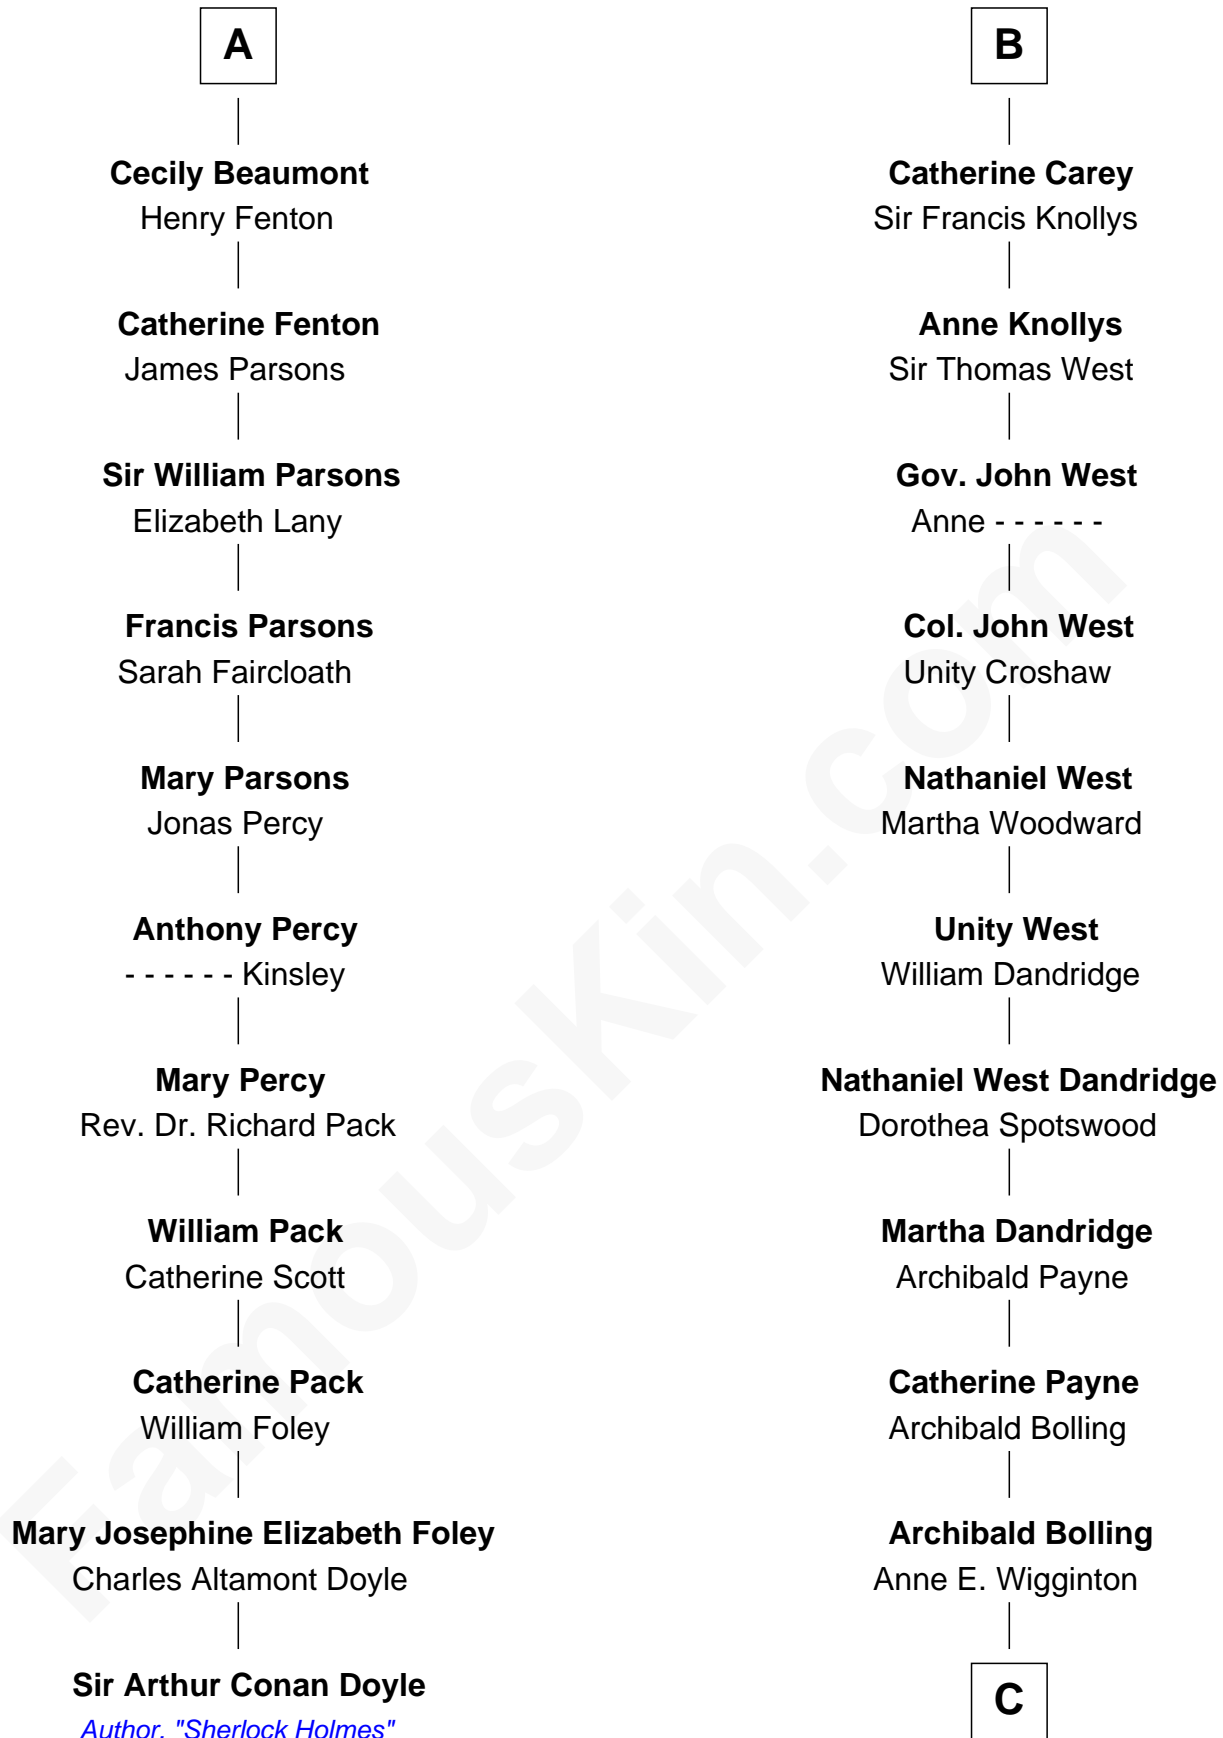 A
Cecily Beaumont
Henry Fenton
Catherine Fenton
James Parsons
Sir William Parsons
Elizabeth Lany
Francis Parsons
Sarah Faircloath
Mary Parsons
Jonas Percy
Anthony Percy
- - - - - - Kinsley
Mary Percy
Rev. Dr. Richard Pack
William Pack
Catherine Scott
Catherine Pack
William Foley
Mary Josephine Elizabeth Foley
Charles Altamont Doyle
Sir Arthur Conan Doyle
Author, "Sherlock Holmes"
B
Catherine Carey
Sir Francis Knollys
Anne Knollys
Sir Thomas West
Gov. John West
Anne - - - - - -
Col. John West
Unity Croshaw
Nathaniel West
Martha Woodward
Unity West
William Dandridge
Nathaniel West Dandridge
Dorothea Spotswood
Martha Dandridge
Archibald Payne
Catherine Payne
Archibald Bolling
Archibald Bolling
Anne E. Wigginton
C
FamousKin.com